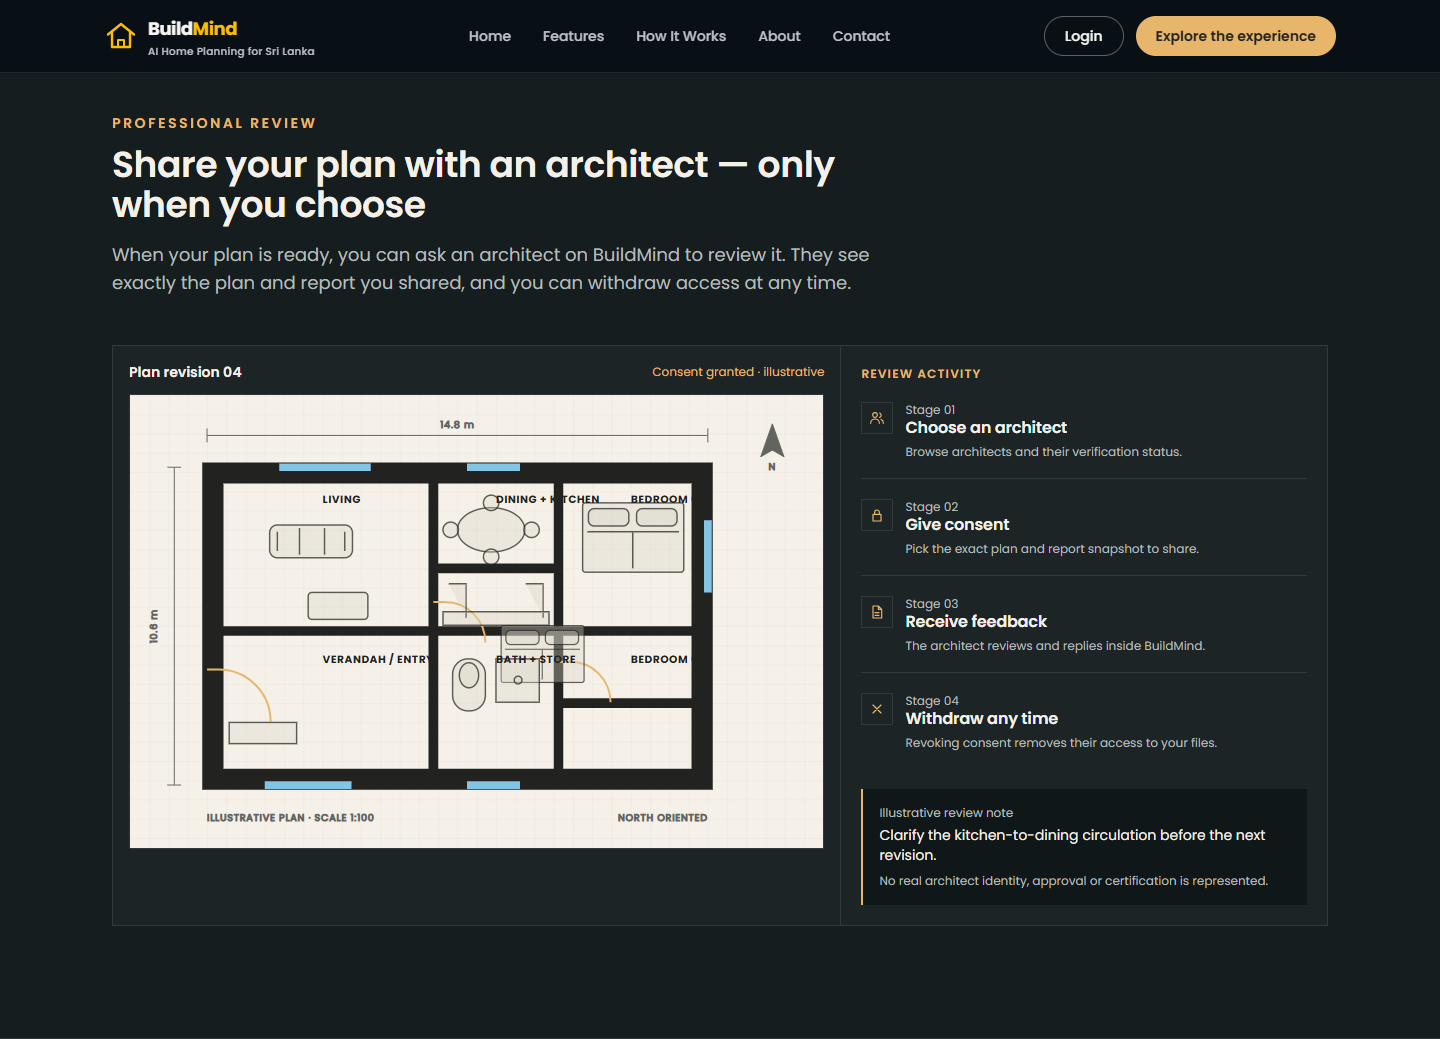 BuildMind
AI Home Planning for Sri Lanka
Home
Features
How It Works
About
Contact
Login
Explore the experience
PROFESSIONAL REVIEW
Share your plan with an architect — only
when you choose
When your plan is ready, you can ask an architect on BuildMind to review it. They see
exactly the plan and report you shared, and you can withdraw access at any time.
Plan revision 04
Consent granted · illustrative
14.8 m
N
10.6 m
LIVING
DINING + KITCHEN
BEDROOM
VERANDAH / ENTRY
BATH + STORE
BEDROOM
ILLUSTRATIVE PLAN · SCALE 1:100
NORTH ORIENTED
REVIEW ACTIVITY
Stage 01
Choose an architect
Browse architects and their verification status.
Stage 02
Give consent
Pick the exact plan and report snapshot to share.
Stage 03
Receive feedback
The architect reviews and replies inside BuildMind.
Stage 04
Withdraw any time
Revoking consent removes their access to your files.
Illustrative review note
Clarify the kitchen-to-dining circulation before the next
revision.
No real architect identity, approval or certification is represented.